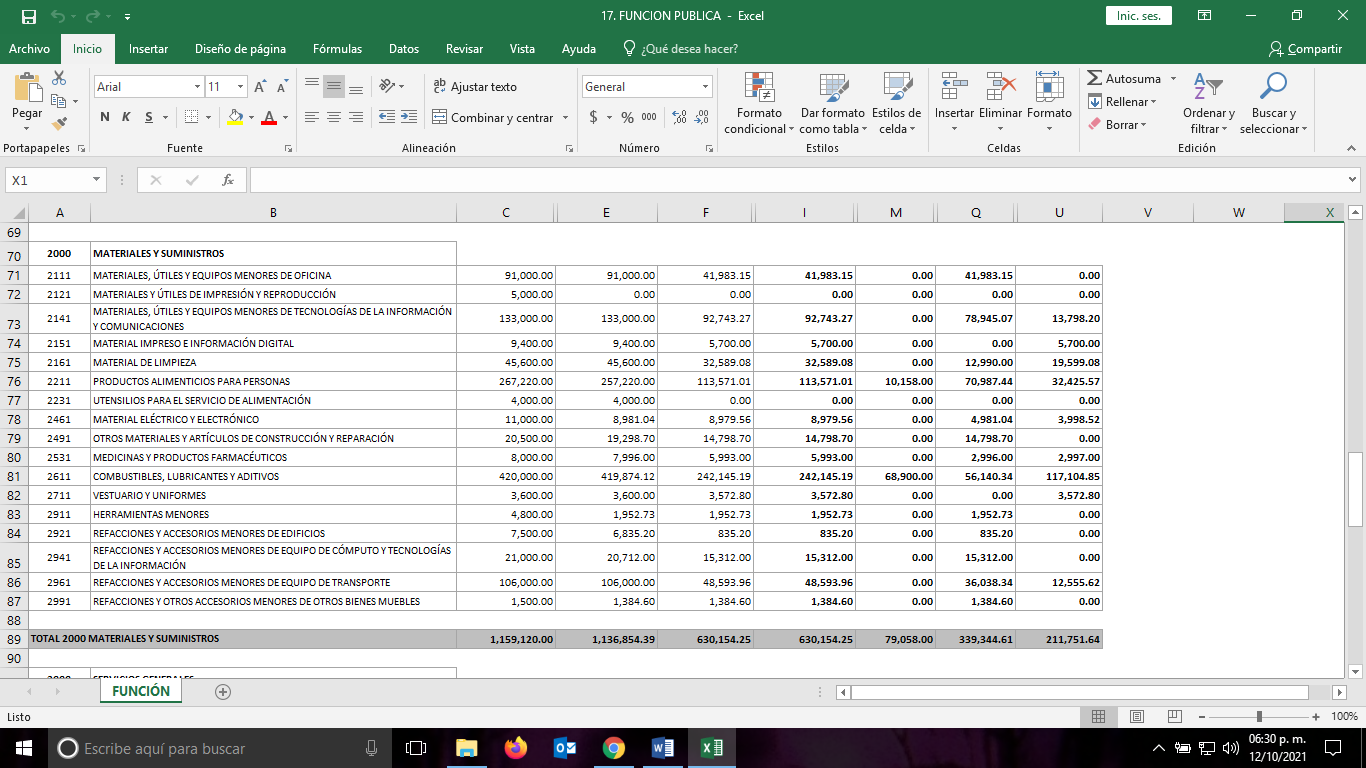 17. FUNCION PUBLICA - Excel
Inic. ses.
Archivo Inicio Insertar Diseño de página Fórmulas Datos Revisar Vista Ayuda ¿Qué desea hacer? Compartir
Pegar
Arial 11
N K S
Ajustar texto
Combinar y centrar
General
$ % 000
Formato condicional
Dar formato como tabla
Estilos de celda
Insertar Eliminar Formato
Autosuma
Rellenar
Borrar
Ordenar y filtrar
Buscar y seleccionar
Portapapeles Fuente Alineación Número Estilos Celdas Edición
X1 fx
A B C E F I M Q U V W X
69
70 2000 MATERIALES Y SUMINISTROS
71 2111 MATERIALES, ÚTILES Y EQUIPOS MENORES DE OFICINA 91,000.00 91,000.00 41,983.15 41,983.15 0.00 41,983.15 0.00
72 2121 MATERIALES Y ÚTILES DE IMPRESIÓN Y REPRODUCCIÓN 5,000.00 0.00 0.00 0.00 0.00 0.00 0.00
73 2141 MATERIALES, ÚTILES Y EQUIPOS MENORES DE TECNOLOGÍAS DE LA INFORMACIÓN
Y COMUNICACIONES 133,000.00 133,000.00 92,743.27 92,743.27 0.00 78,945.07 13,798.20
74 2151 MATERIAL IMPRESO E INFORMACIÓN DIGITAL 9,400.00 9,400.00 5,700.00 5,700.00 0.00 0.00 5,700.00
75 2161 MATERIAL DE LIMPIEZA 45,600.00 45,600.00 32,589.08 32,589.08 0.00 12,990.00 19,599.08
76 2211 PRODUCTOS ALIMENTICIOS PARA PERSONAS 267,220.00 257,220.00 113,571.01 113,571.01 10,158.00 70,987.44 32,425.57
77 2231 UTENSILIOS PARA EL SERVICIO DE ALIMENTACIÓN 4,000.00 4,000.00 0.00 0.00 0.00 0.00 0.00
78 2461 MATERIAL ELÉCTRICO Y ELECTRÓNICO 11,000.00 8,981.04 8,979.56 8,979.56 0.00 4,981.04 3,998.52
79 2491 OTROS MATERIALES Y ARTÍCULOS DE CONSTRUCCIÓN Y REPARACIÓN 20,500.00 19,298.70 14,798.70 14,798.70 0.00 14,798.70 0.00
80 2531 MEDICINAS Y PRODUCTOS FARMACÉUTICOS 8,000.00 7,996.00 5,993.00 5,993.00 0.00 2,996.00 2,997.00
81 2611 COMBUSTIBLES, LUBRICANTES Y ADITIVOS 420,000.00 419,874.12 242,145.19 242,145.19 68,900.00 56,140.34 117,104.85
82 2711 VESTUARIO Y UNIFORMES 3,600.00 3,600.00 3,572.80 3,572.80 0.00 0.00 3,572.80
83 2911 HERRAMIENTAS MENORES 4,800.00 1,952.73 1,952.73 1,952.73 0.00 1,952.73 0.00
84 2921 REFACCIONES Y ACCESORIOS MENORES DE EDIFICIOS 7,500.00 6,835.20 835.20 835.20 0.00 835.20 0.00
85 2941 REFACCIONES Y ACCESORIOS MENORES DE EQUIPO DE CÓMPUTO Y TECNOLOGÍAS
DE LA INFORMACIÓN 21,000.00 20,712.00 15,312.00 15,312.00 0.00 15,312.00 0.00
86 2961 REFACCIONES Y ACCESORIOS MENORES DE EQUIPO DE TRANSPORTE 106,000.00 106,000.00 48,593.96 48,593.96 0.00 36,038.34 12,555.62
87 2991 REFACCIONES Y OTROS ACCESORIOS MENORES DE OTROS BIENES MUEBLES 1,500.00 1,384.60 1,384.60 1,384.60 0.00 1,384.60 0.00
88
89 TOTAL 2000 MATERIALES Y SUMINISTROS 1,159,120.00 1,136,854.39 630,154.25 630,154.25 79,058.00 339,344.61 211,751.64
90
FUNCIÓN
Listo 100%
Escribe aquí para buscar
06:30 p. m.
12/10/2021